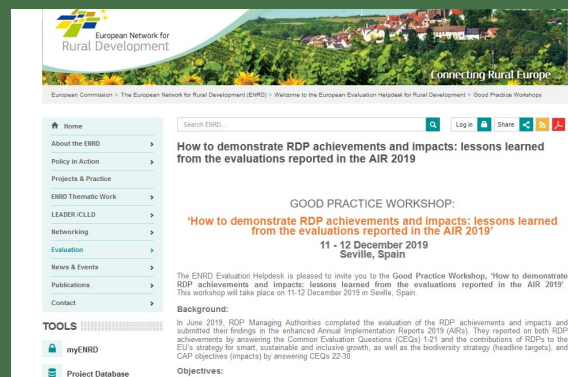 European Network for
Rural Development
Connecting Rural Europe
European Commission > The European Network for Rural Development (ENRD) > Welcome to the European Evaluation Helpdesk for Rural Development > Good Practice Workshops
Home
About the ENRD
Policy in Action
Projects & Practice
ENRD Thematic Work
LEADER /CLLD
Networking
Evaluation
News & Events
Publications
Contact
TOOLS
myENRD
Project Database
Search ENRD...
Log in
Share
How to demonstrate RDP achievements and impacts: lessons learned
from the evaluations reported in the AIR 2019
GOOD PRACTICE WORKSHOP:
‘How to demonstrate RDP achievements and impacts: lessons learned
from the evaluations reported in the AIR 2019’
11 - 12 December 2019
Seville, Spain
The ENRD Evaluation Helpdesk is pleased to invite you to the Good Practice Workshop, ‘How to demonstrate
RDP achievements and impacts: lessons learned from the evaluations reported in the AIR 2019’.
This workshop will take place on 11-12 December 2019 in Seville, Spain.
Background:
In June 2019, RDP Managing Authorities completed the evaluation of the RDP achievements and impacts and
submitted their findings in the enhanced Annual Implementation Reports 2019 (AIRs). They reported on both RDP
achievements by answering the Common Evaluation Questions (CEQs) 1-21 and the contributions of RDPs to the
EU's strategy for smart, sustainable and inclusive growth, as well as the biodiversity strategy (headline targets), and
CAP objectives (impacts) by answering CEQs 22-30.
Objectives: